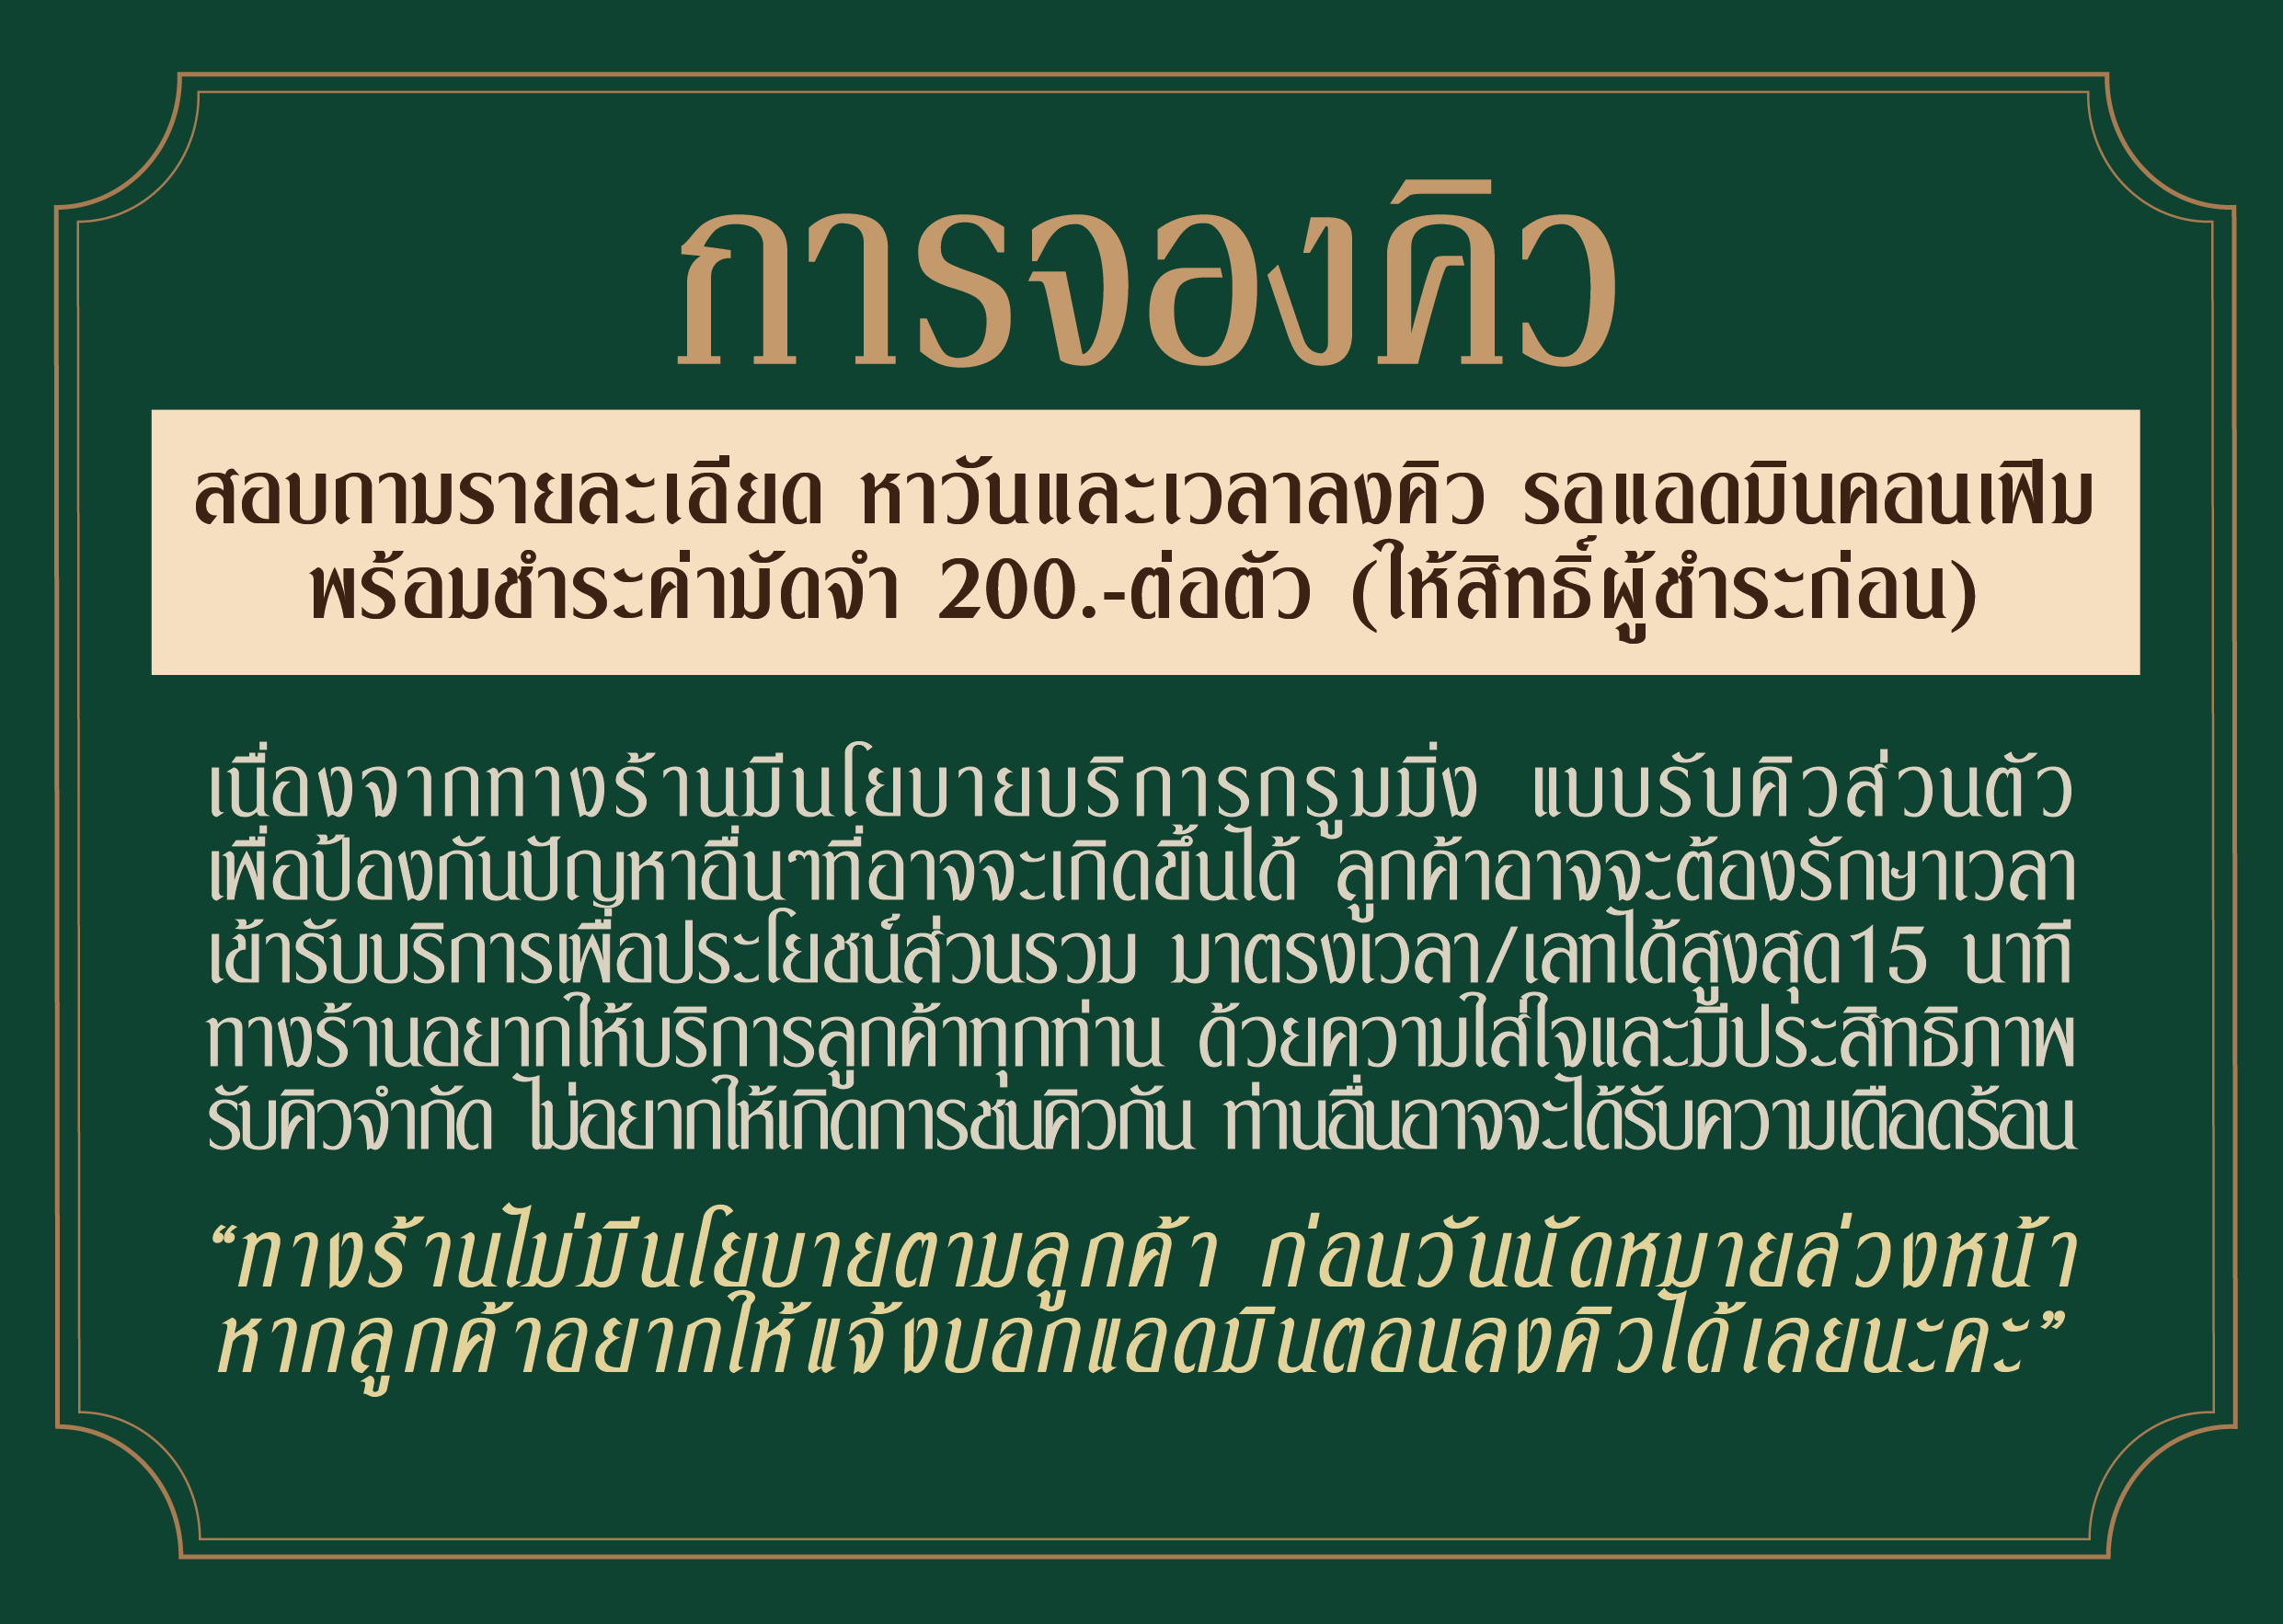 การจองคิว
สอบถามรายละเอียด หาวันและเวลาลงคิว รอแอดมินคอนเฟิม
พร้อมชำระค่ามัดจำ 200.-ต่อตัว (ให้สิทธิ์ผู้ชำระก่อน)
เนื่องจากทางร้านมีนโยบายบริการกรูมมิ่ง แบบรับคิวส่วนตัว
เพื่อป้องกันปัญหาอื่นๆที่อาจจะเกิดขึ้นได้ ลูกค้าอาจจะต้องรักษาเวลา
เข้ารับบริการเพื่อประโยชน์ส่วนรวม มาตรงเวลา/เลทได้สูงสุด15 นาที
ทางร้านอยากให้บริการลูกค้าทุกท่าน ด้วยความใส่ใจและมีประสิทธิภาพ
รับคิวจำกัด ไม่อยากให้เกิดการชนคิวกัน ท่านอื่นอาจจะได้รับความเดือดร้อน
“ทางร้านไม่มีนโยบายตามลูกค้า ก่อนวันนัดหมายล่วงหน้า
หากลูกค้าอยากให้แจ้งบอกแอดมินตอนลงคิวได้เลยนะคะ”